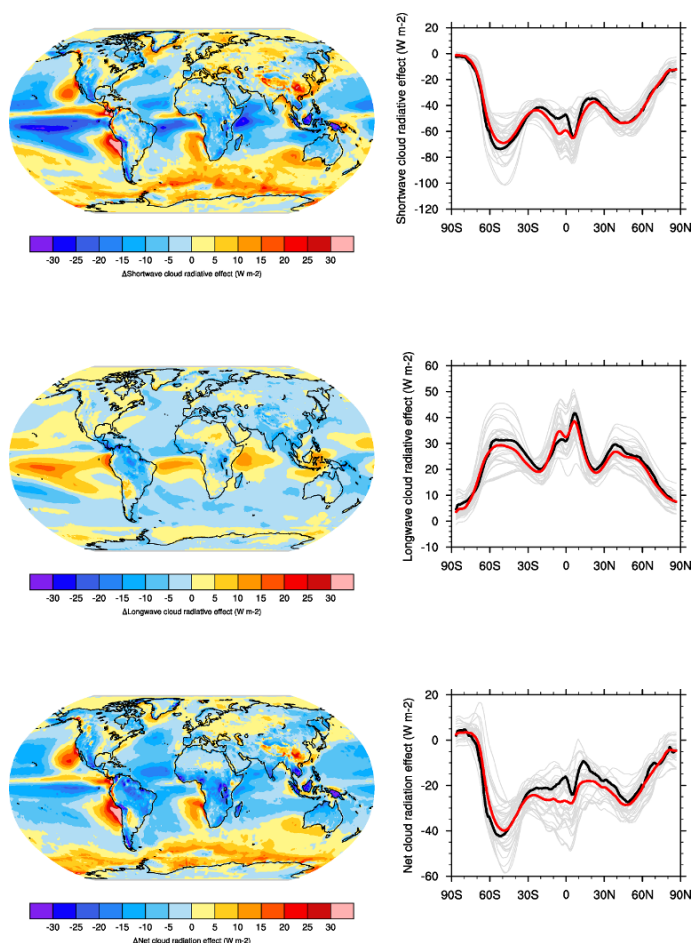 20
0
-20
-40
-60
-80
-100
-120
Shortwave cloud radiative effect (W m-2)
90S 60S 30S 0 30N 60N 90N
-30 -25 -20 -15 -10 -5 0 5 10 15 20 25 30
ΔShortwave cloud radiative effect (W m-2)
60
50
40
30
20
10
0
-10
Longwave cloud radiative effect (W m-2)
90S 60S 30S 0 30N 60N 90N
-30 -25 -20 -15 -10 -5 0 5 10 15 20 25 30
ΔLongwave cloud radiative effect (W m-2)
20
0
-20
-40
-60
Net cloud radiation effect (W m-2)
90S 60S 30S 0 30N 60N 90N
-30 -25 -20 -15 -10 -5 0 5 10 15 20 25 30
ΔNet cloud radiation effect (W m-2)